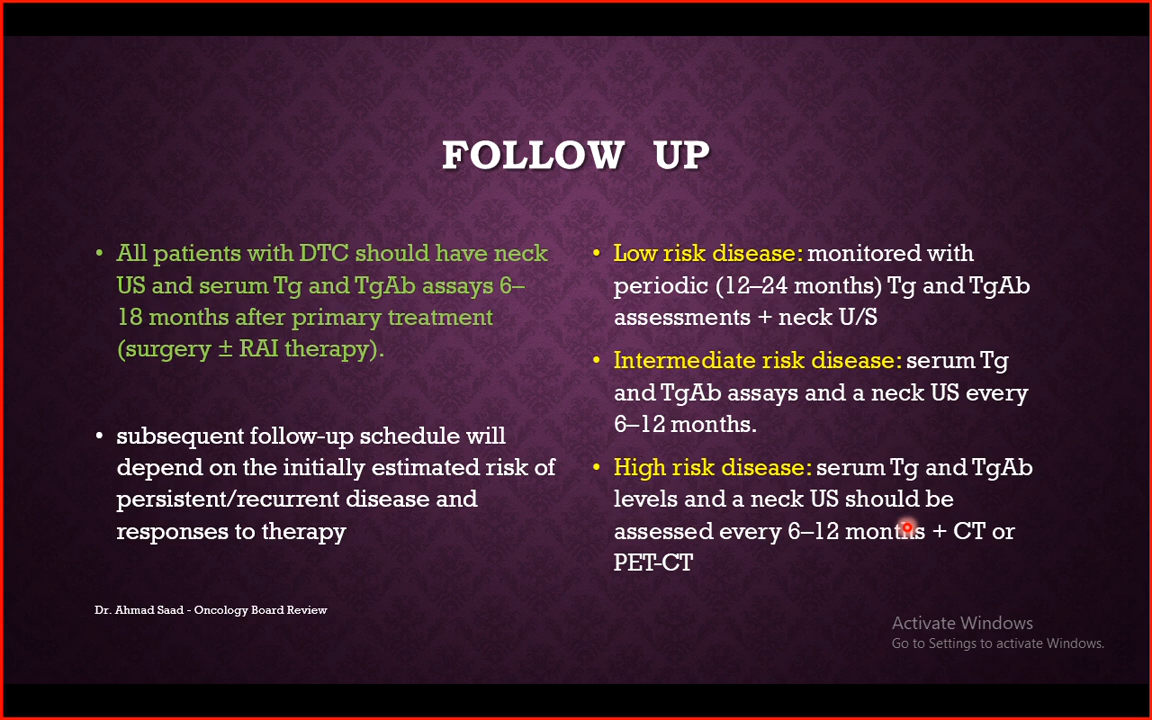 FOLLOW UP
• All patients with DTC should have neck
US and serum Tg and TgAb assays 6–
18 months after primary treatment
(surgery ± RAI therapy).
• subsequent follow-up schedule will
depend on the initially estimated risk of
persistent/recurrent disease and
responses to therapy
• Low risk disease: monitored with
periodic (12–24 months) Tg and TgAb
assessments + neck U/S
• Intermediate risk disease: serum Tg
and TgAb assays and a neck US every
6–12 months.
• High risk disease: serum Tg and TgAb
levels and a neck US should be
assessed every 6–12 months + CT or
PET-CT
Dr. Ahmad Saad - Oncology Board Review
Activate Windows
Go to Settings to activate Windows.